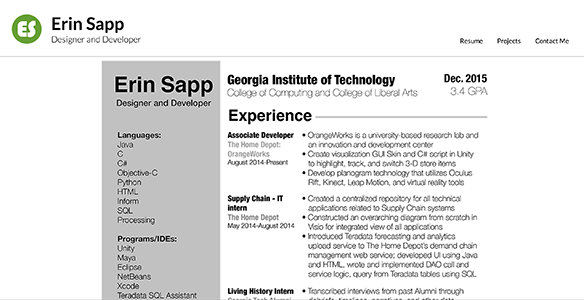 ES
Erin Sapp
Designer and Developer
Resume Projects Contact Me
Erin Sapp
Designer and Developer
Georgia Institute of Technology Dec. 2015
College of Computing and College of Liberal Arts 3.4 GPA
Experience
Languages:
Java
C
C#
Objective-C
Python
HTML
Inform
SQL
Processing
Programs/IDEs:
Unity
Maya
Eclipse
NetBeans
Xcode
Teradata SQL Assistant
Associate Developer
The Home Depot:
OrangeWorks
August 2014-Present
• OrangeWorks is a university-based research lab and
an innovation and development center
• Create visualization GUI Skin and C# script in Unity
to highlight, track, and switch 3-D store items
• Develop planogram technology that utilizes Oculus
Rift, Kinect, Leap Motion, and virtual reality tools
Supply Chain - IT
intern
The Home Depot
May 2014-August 2014
• Created a centralized repository for all technical
applications related to Supply Chain systems
• Constructed an overarching diagram from scratch in
Visio for integrated view of all applications
• Introduced Teradata forecasting and analytics
upload service to The Home Depot's demand chain
management web service; developed UI using Java
and HTML, wrote and implemented DAO call and
service logic, query from Teradata tables using SQL
Living History Intern
Georgia Tech Alumni
• Transcribed interviews from past Alumni through